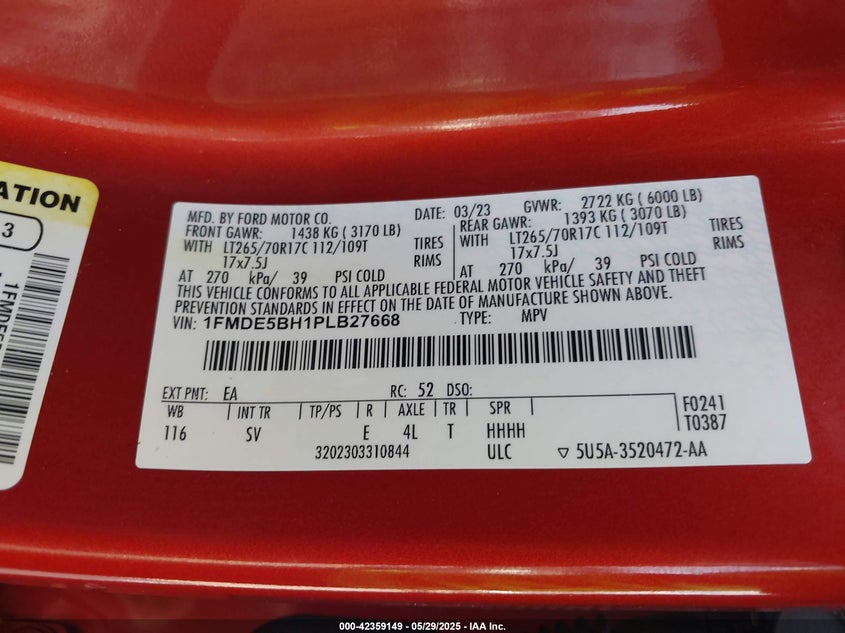 ATION
3
1FMDE5
MFD. BY FORD MOTOR CO.
DATE: 03/23
GVWR: 2722 KG ( 6000 LB)
FRONT GAWR: 1438 KG ( 3170 LB)
WITH LT265/70R17C 112/109T TIRES
17x7.5J RIMS
AT 270 kPa/ 39 PSI COLD
REAR GAWR: 1393 KG ( 3070 LB)
WITH LT265/70R17C 112/109T TIRES
17x7.5J RIMS
AT 270 kPa/ 39 PSI COLD
THIS VEHICLE CONFORMS TO ALL APPLICABLE FEDERAL MOTOR VEHICLE SAFETY AND THEFT
PREVENTION STANDARDS IN EFFECT ON THE DATE OF MANUFACTURE SHOWN ABOVE.
VIN: 1FMDE5BH1PLB27668 TYPE: MPV
EXT PNT: EA RC: 52 DSO:
WB INT TR TP/PS R AXLE TR SPR
116 SV E 4L T HHHH
F0241
T0387
3202303310844 ULC ▽ 5U5A-3520472-AA
000-42359149 — 05/29/2025 — IAA Inc.